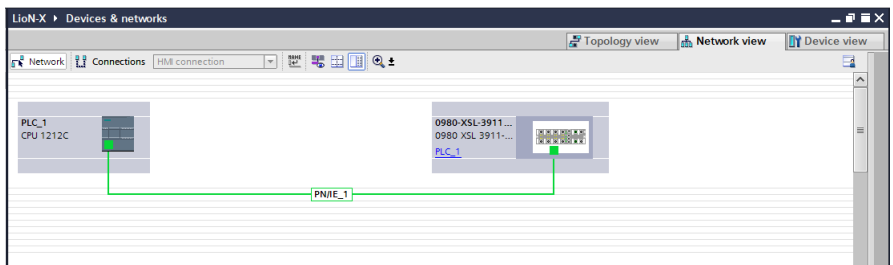 LioN-X ▸ Devices & networks
Topology view Network view Device view
Network Connections HMI connection
PLC_1
CPU 1212C
0980-XSL-3911...
0980 XSL 3911-...
PLC_1
PN/IE_1